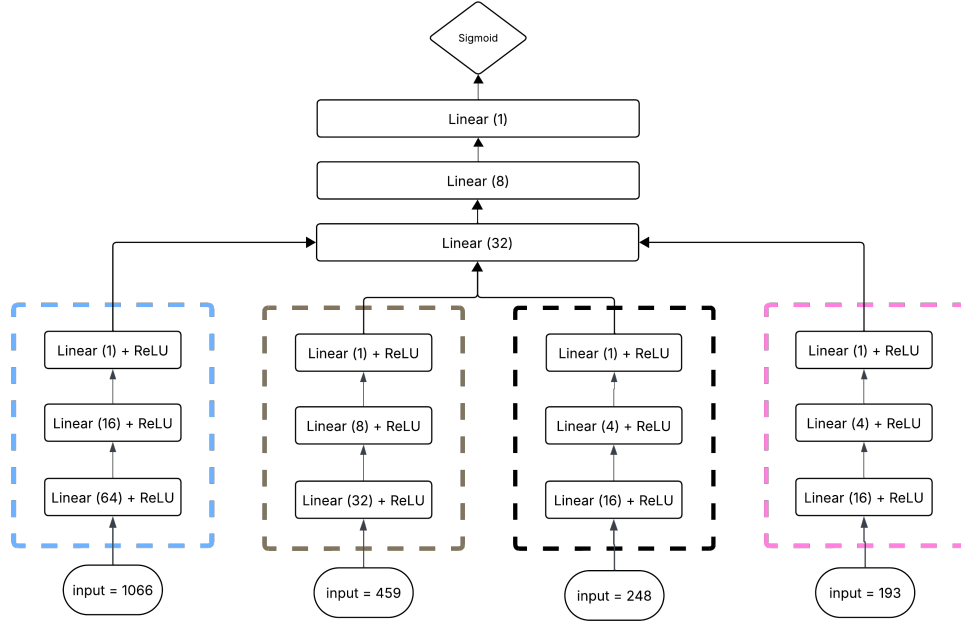 Sigmoid
Linear (1)
Linear (8)
Linear (32)
Linear (1) + ReLU
Linear (16) + ReLU
Linear (64) + ReLU
input = 1066
Linear (1) + ReLU
Linear (8) + ReLU
Linear (32) + ReLU
input = 459
Linear (1) + ReLU
Linear (4) + ReLU
Linear (16) + ReLU
input = 248
Linear (1) + ReLU
Linear (4) + ReLU
Linear (16) + ReLU
input = 193